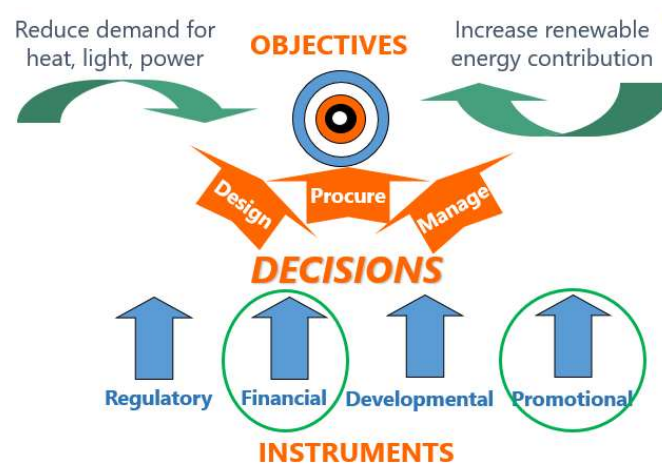 Reduce demand for
heat, light, power
OBJECTIVES
Increase renewable
energy contribution
Design
Procure
Manage
DECISIONS
Regulatory
Financial
Developmental
Promotional
INSTRUMENTS